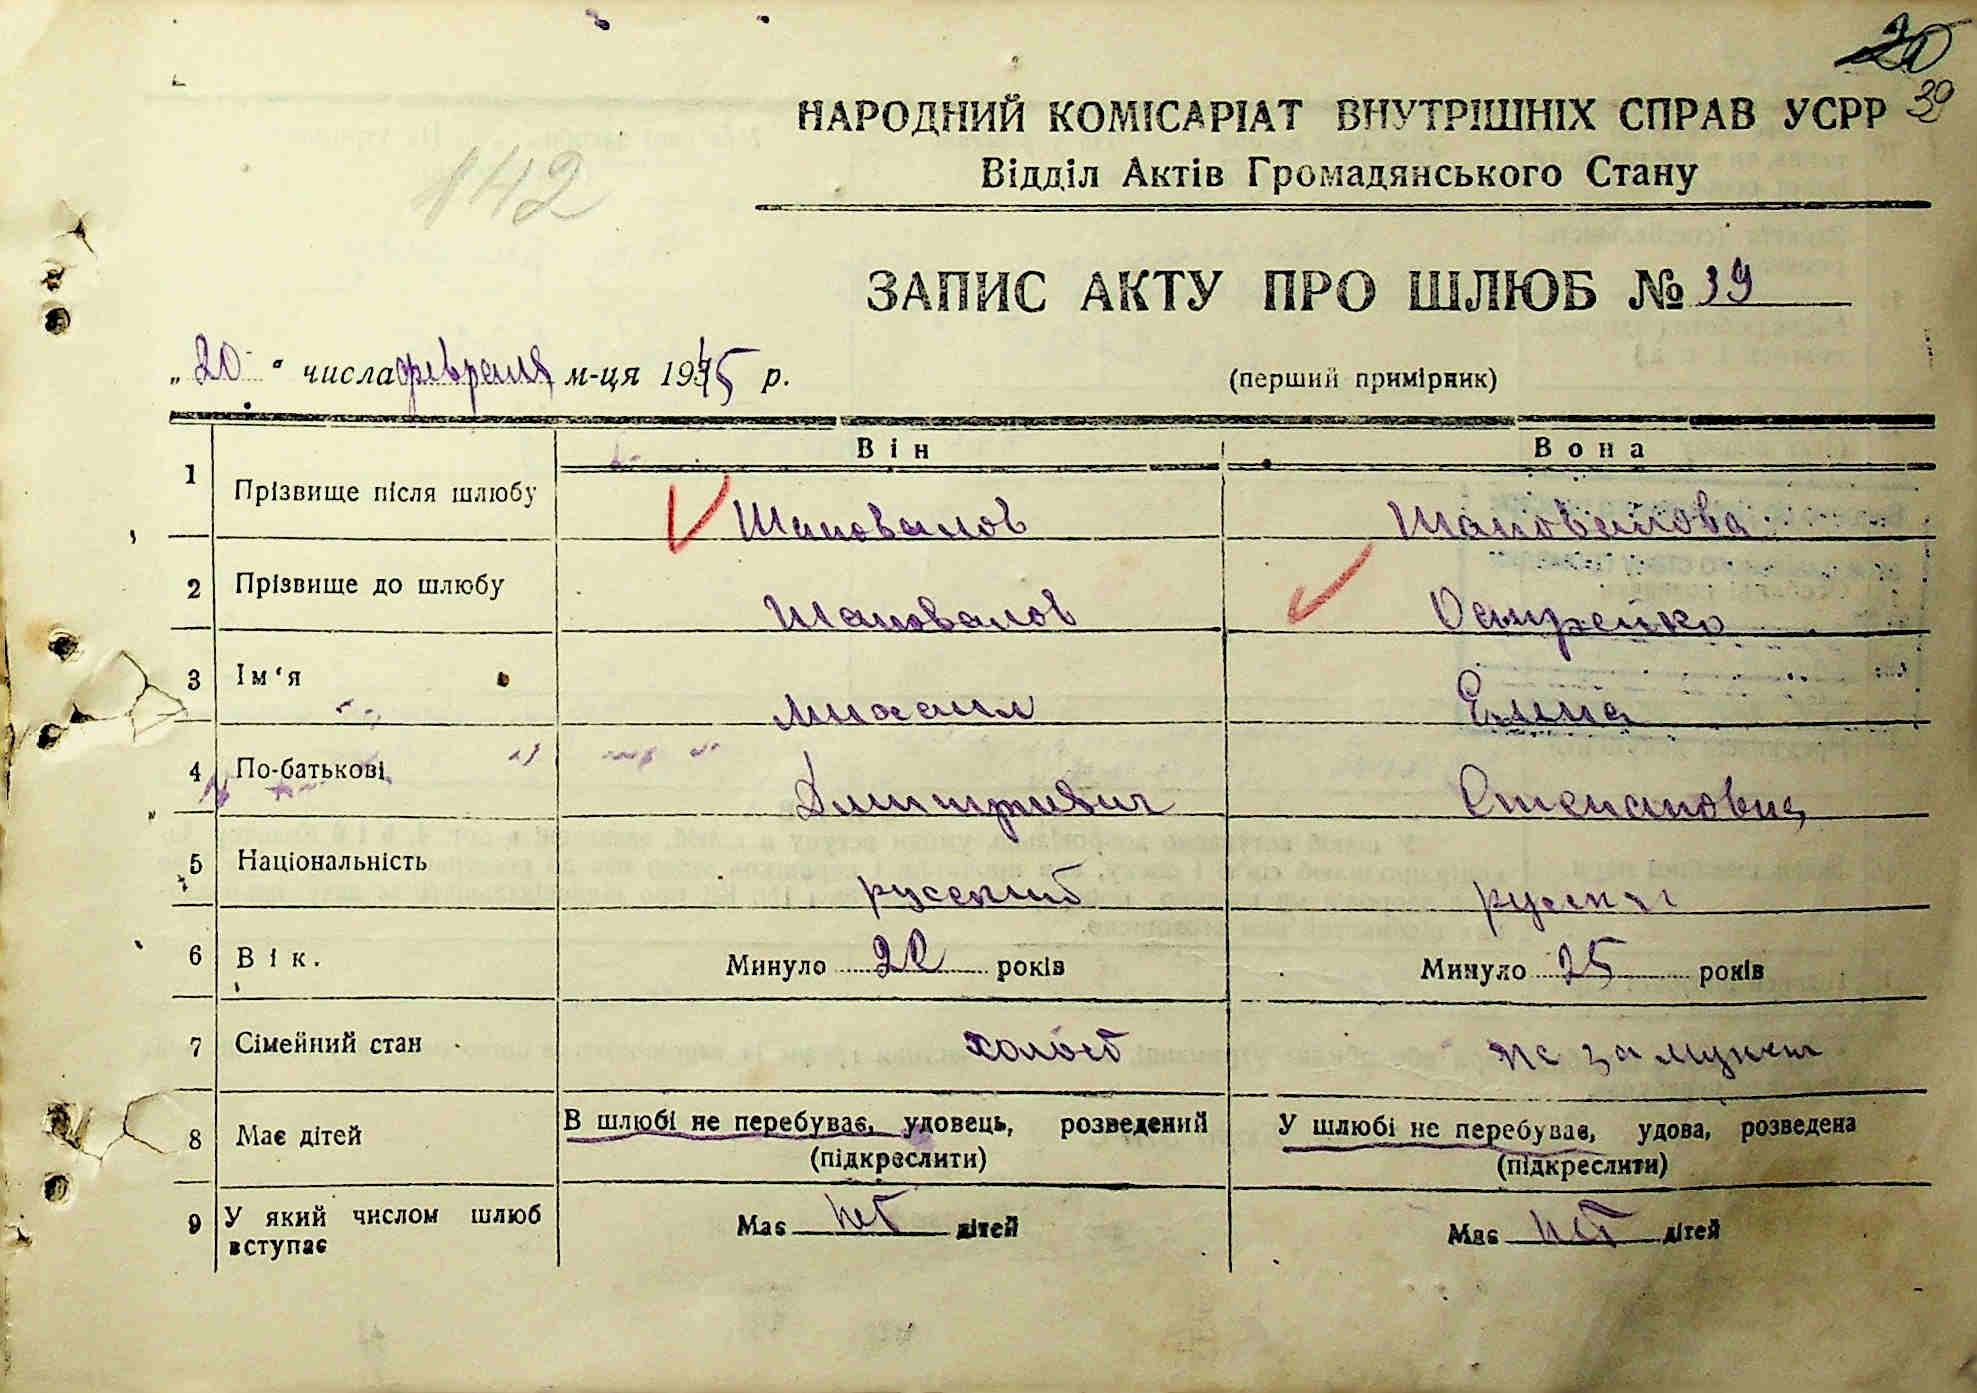 20
39
НАРОДНИЙ КОМІСАРІАТ ВНУТРІШНІХ СПРАВ УСРР
Відділ Актів Громадянського Стану
142
ЗАПИС АКТУ ПРО ШЛЮБ № 39
„20“ числа февраля м-ця 1945 р.
(перший примірник)
Він Вона
1 Прізвище після шлюбу Шаповалов Шаповалова
2 Прізвище до шлюбу Шаповалов
3 Ім‘я Михаил Елена
4 По-батькові Димитриевич Степановна
5 Національність русский русская
6 Вік. Минуло 20 років Минуло 25 років
7 Сімейний стан холост не замужем
8 Має дітей В шлюбі не перебуває, удовець, розведений У шлюбі не перебуває, удова, розведена
(підкреслити) (підкреслити)
9 У який числом шлюб вступає Має нет дітей Має нет дітей